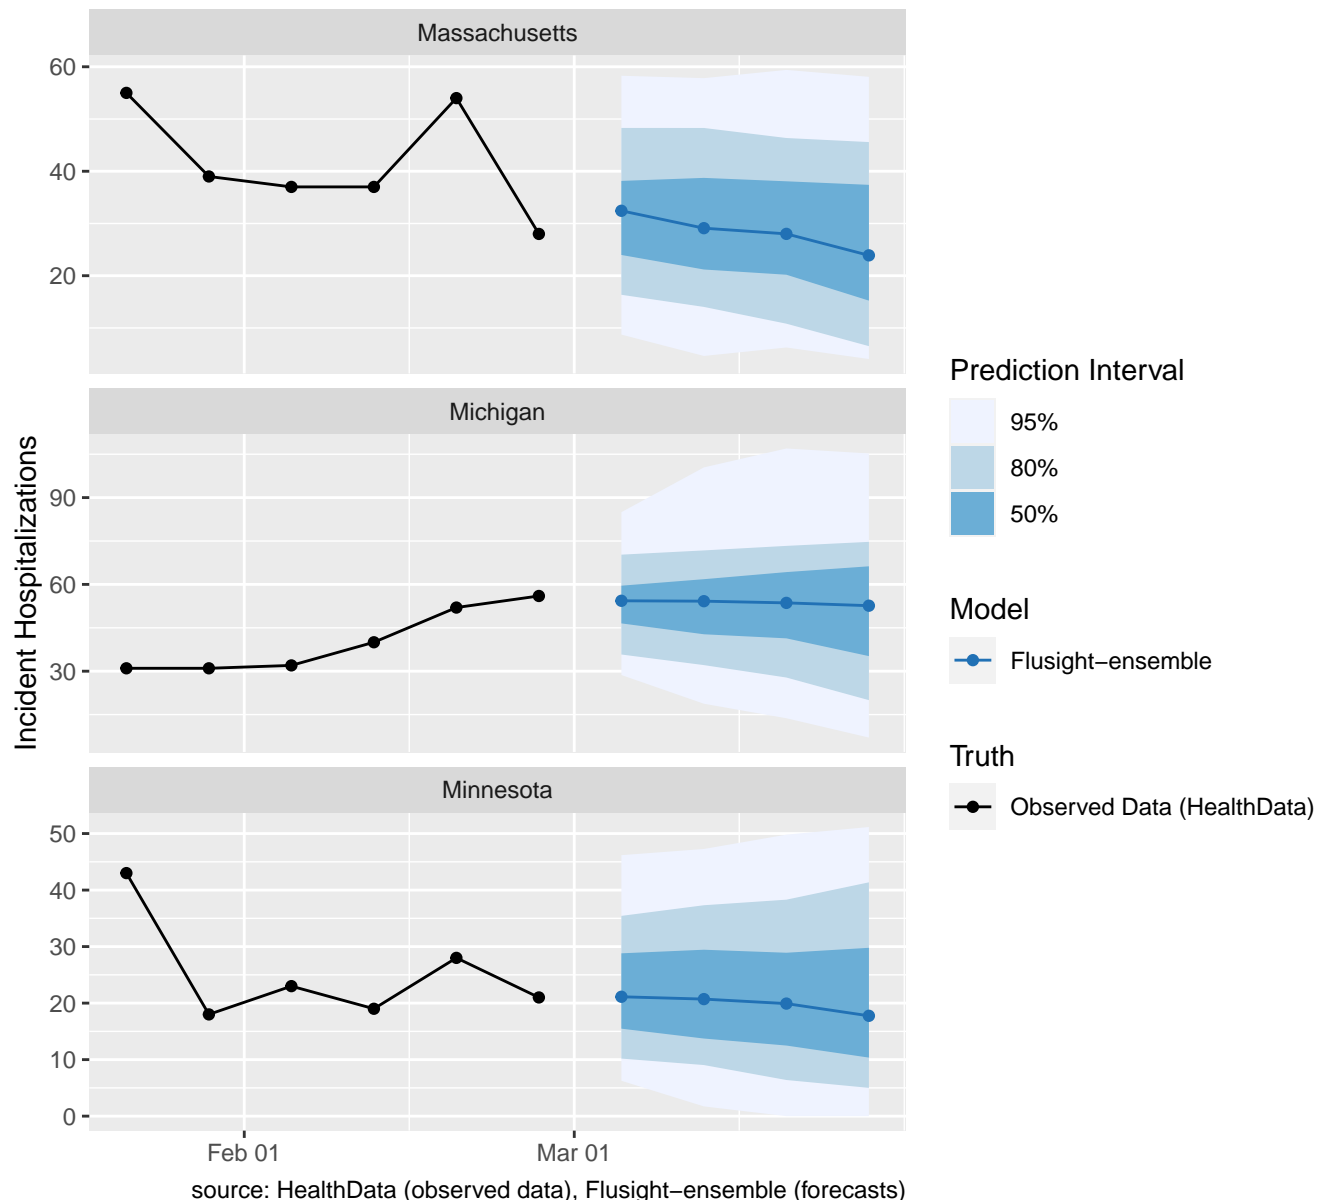 Massachusetts
60
40
20
Michigan
90
60
30
Minnesota
50
40
30
20
10
0
Feb 01
Mar 01
Incident Hospitalizations
source: HealthData (observed data), Flusight−ensemble (forecasts)
Prediction Interval
95%
80%
50%
Model
Flusight−ensemble
Truth
Observed Data (HealthData)